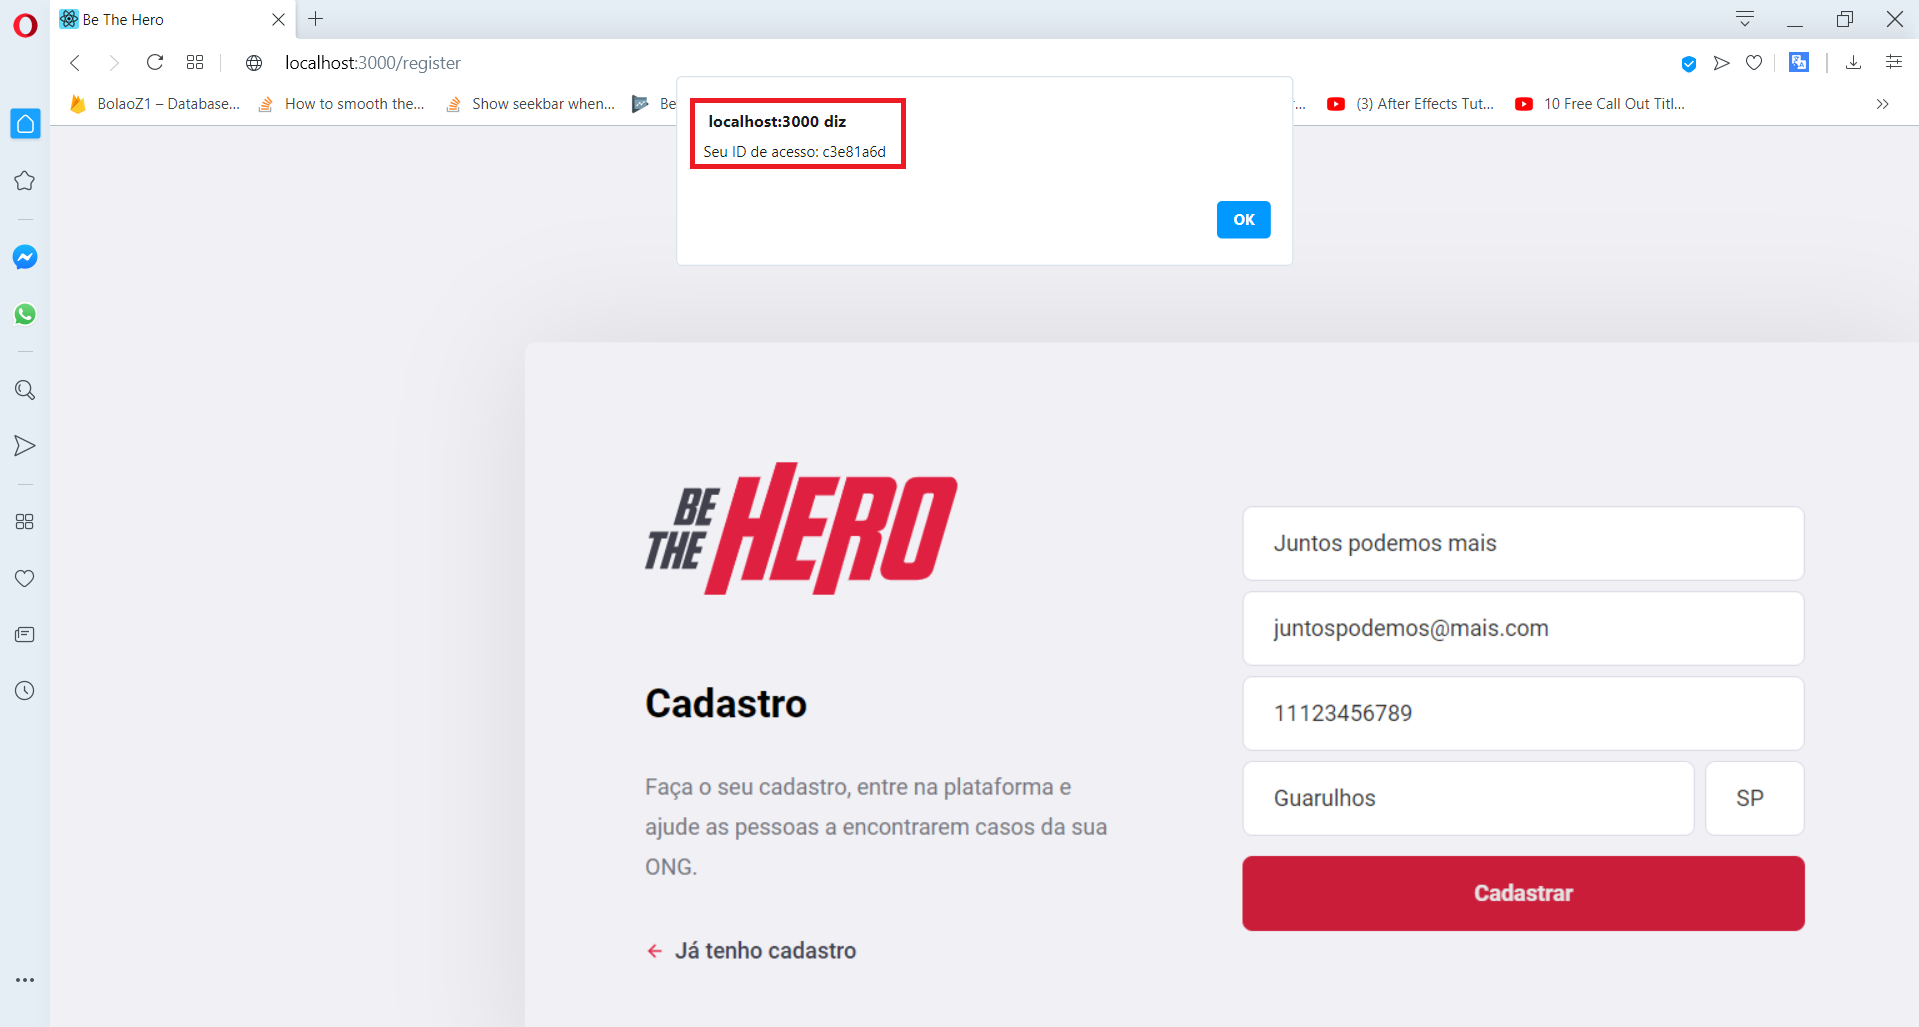 Be The Hero
localhost:3000/register
BolaoZ1 – Database...
How to smooth the...
Show seekbar when...
Be
r...
(3) After Effects Tut...
10 Free Call Out Titl...
localhost:3000 diz
Seu ID de acesso: c3e81a6d
OK
BE
THE
HERO
Cadastro
Faça o seu cadastro, entre na plataforma e
ajude as pessoas a encontrarem casos da sua
ONG.
Já tenho cadastro
Juntos podemos mais
juntospodemos@mais.com
11123456789
Guarulhos
SP
Cadastrar